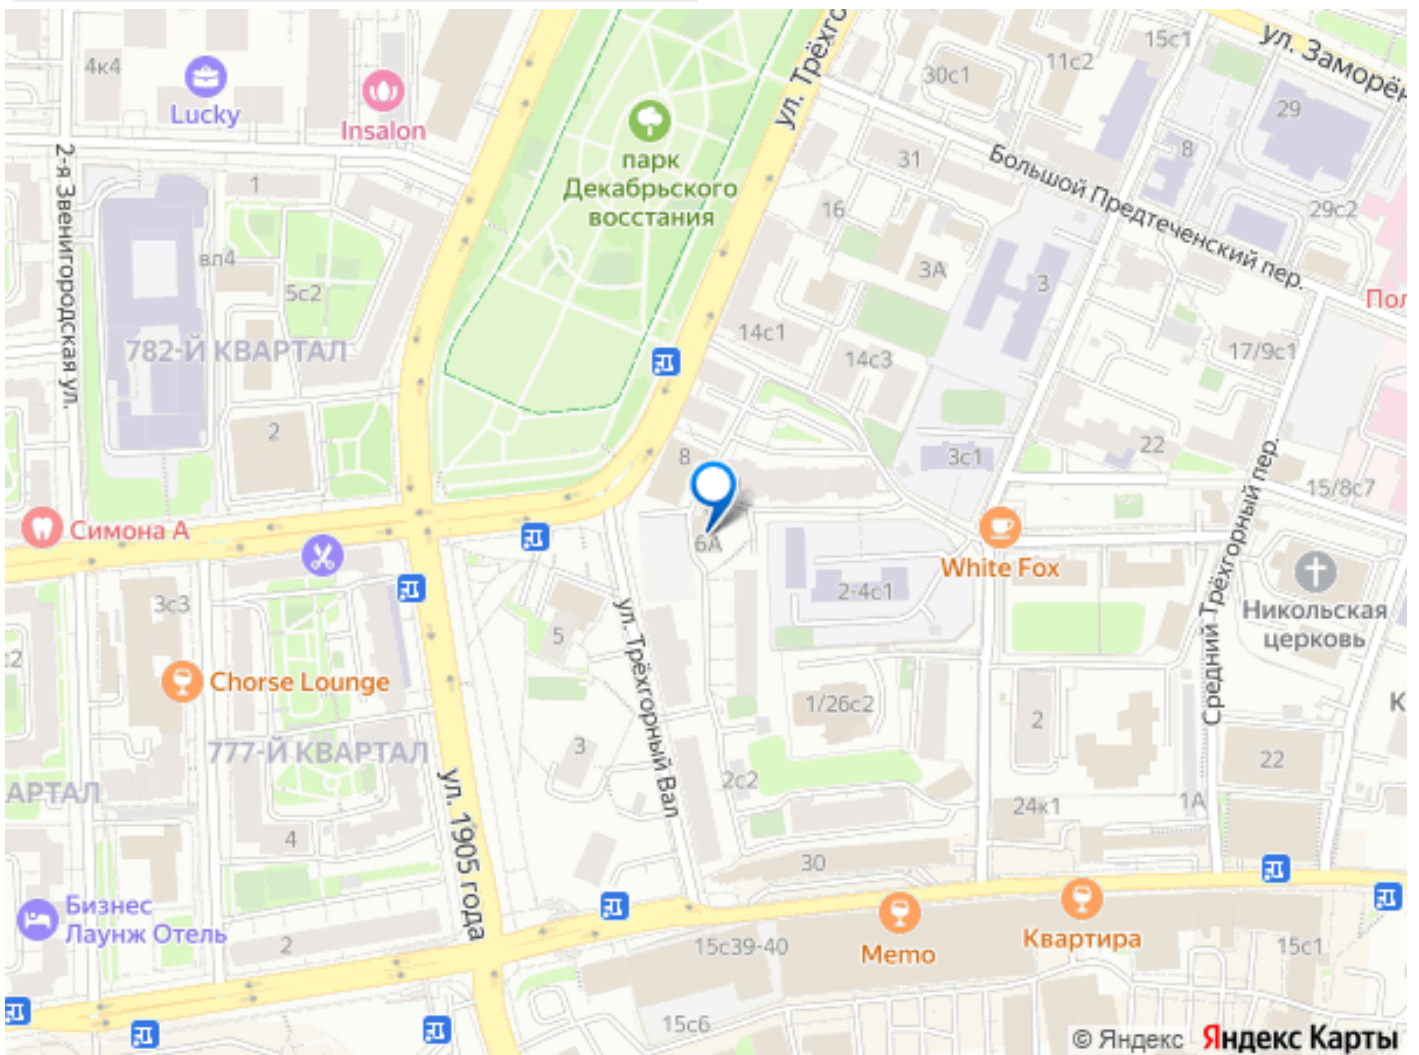 4к4
Lucky
Insalon
парк
Декабрьского
восстания
ул. Трёхго
30с1
11с2
15с1
ул. Заморён
29
8
31
Большой Предтеченский пер.
29с2
16
3А
3
Пол
2-я Звенигородская ул.
1
вл4
5с2
782-Й КВАРТАЛ
14с1
14с3
17/9с1
2
8
3с1
22
15/8с7
Симона А
6А
White Fox
2-4с1
Никольская
церковь
Средний Трёхгорный пер.
3с3
с2
5
ул. Трёхгорный Вал
Chorse Lounge
1/26с2
2
К
777-Й КВАРТАЛ
3
2с2
22
АРТАЛ
ул. 1905 года
4
24к1
1А
30
Бизнес
Лаунж Отель
2
15с39-40
Memo
Квартира
15с1
15с6
© Яндекс Яндекс Карты